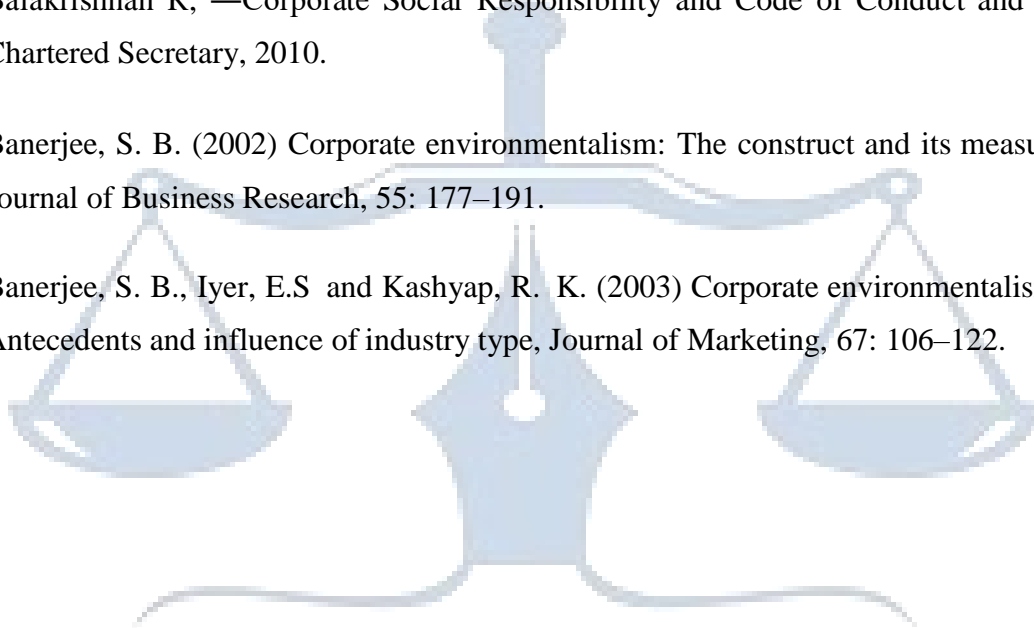 Balakrishnan R, ―Corporate Social Responsibility and Code of Conduct and
Chartered Secretary, 2010.
Banerjee, S. B. (2002) Corporate environmentalism: The construct and its measu
Journal of Business Research, 55: 177–191.
Banerjee, S. B., Iyer, E.S and Kashyap, R. K. (2003) Corporate environmentalis
Antecedents and influence of industry type, Journal of Marketing, 67: 106–122.